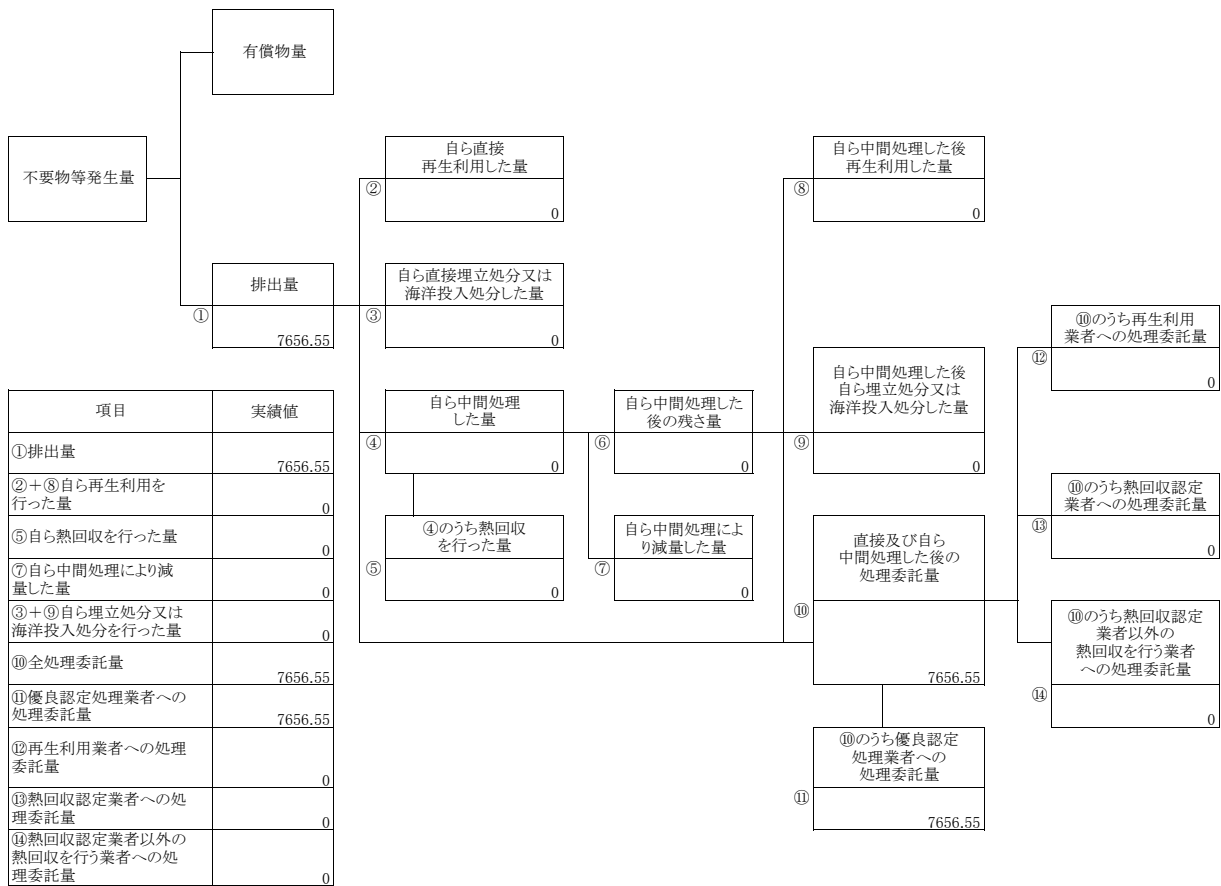 有償物量
不要物等発生量
排出量
①
7656.55
自ら直接
再生利用した量
②
0
自ら直接埋立処分又は
海洋投入処分した量
③
0
自ら中間処理
した量
④
0
④のうち熱回収
を行った量
⑤
0
自ら中間処理した
後の残さ量
⑥
0
自ら中間処理によ
り減量した量
⑦
0
自ら中間処理した後
再生利用した量
⑧
0
自ら中間処理した後
自ら埋立処分又は
海洋投入処分した量
⑨
0
直接及び自ら
中間処理した後の
処理委託量
⑩
7656.55
⑩のうち優良認定
処理業者への
処理委託量
⑪
7656.55
⑩のうち再生利用
業者への処理委託量
⑫
0
⑩のうち熱回収認定
業者への処理委託量
⑬
0
⑩のうち熱回収認定
業者以外の
熱回収を行う業者
への処理委託量
⑭
0
項目 実績値
①排出量
7656.55
②+⑧自ら再生利用を
行った量
0
⑤自ら熱回収を行った量
0
⑦自ら中間処理により減
量した量
0
③+⑨自ら埋立処分又は
海洋投入処分を行った量
0
⑩全処理委託量
7656.55
⑪優良認定処理業者への
処理委託量
7656.55
⑫再生利用業者への処理
委託量
0
⑬熱回収認定業者への処
理委託量
0
⑭熱回収認定業者以外の
熱回収を行う業者への処
理委託量
0